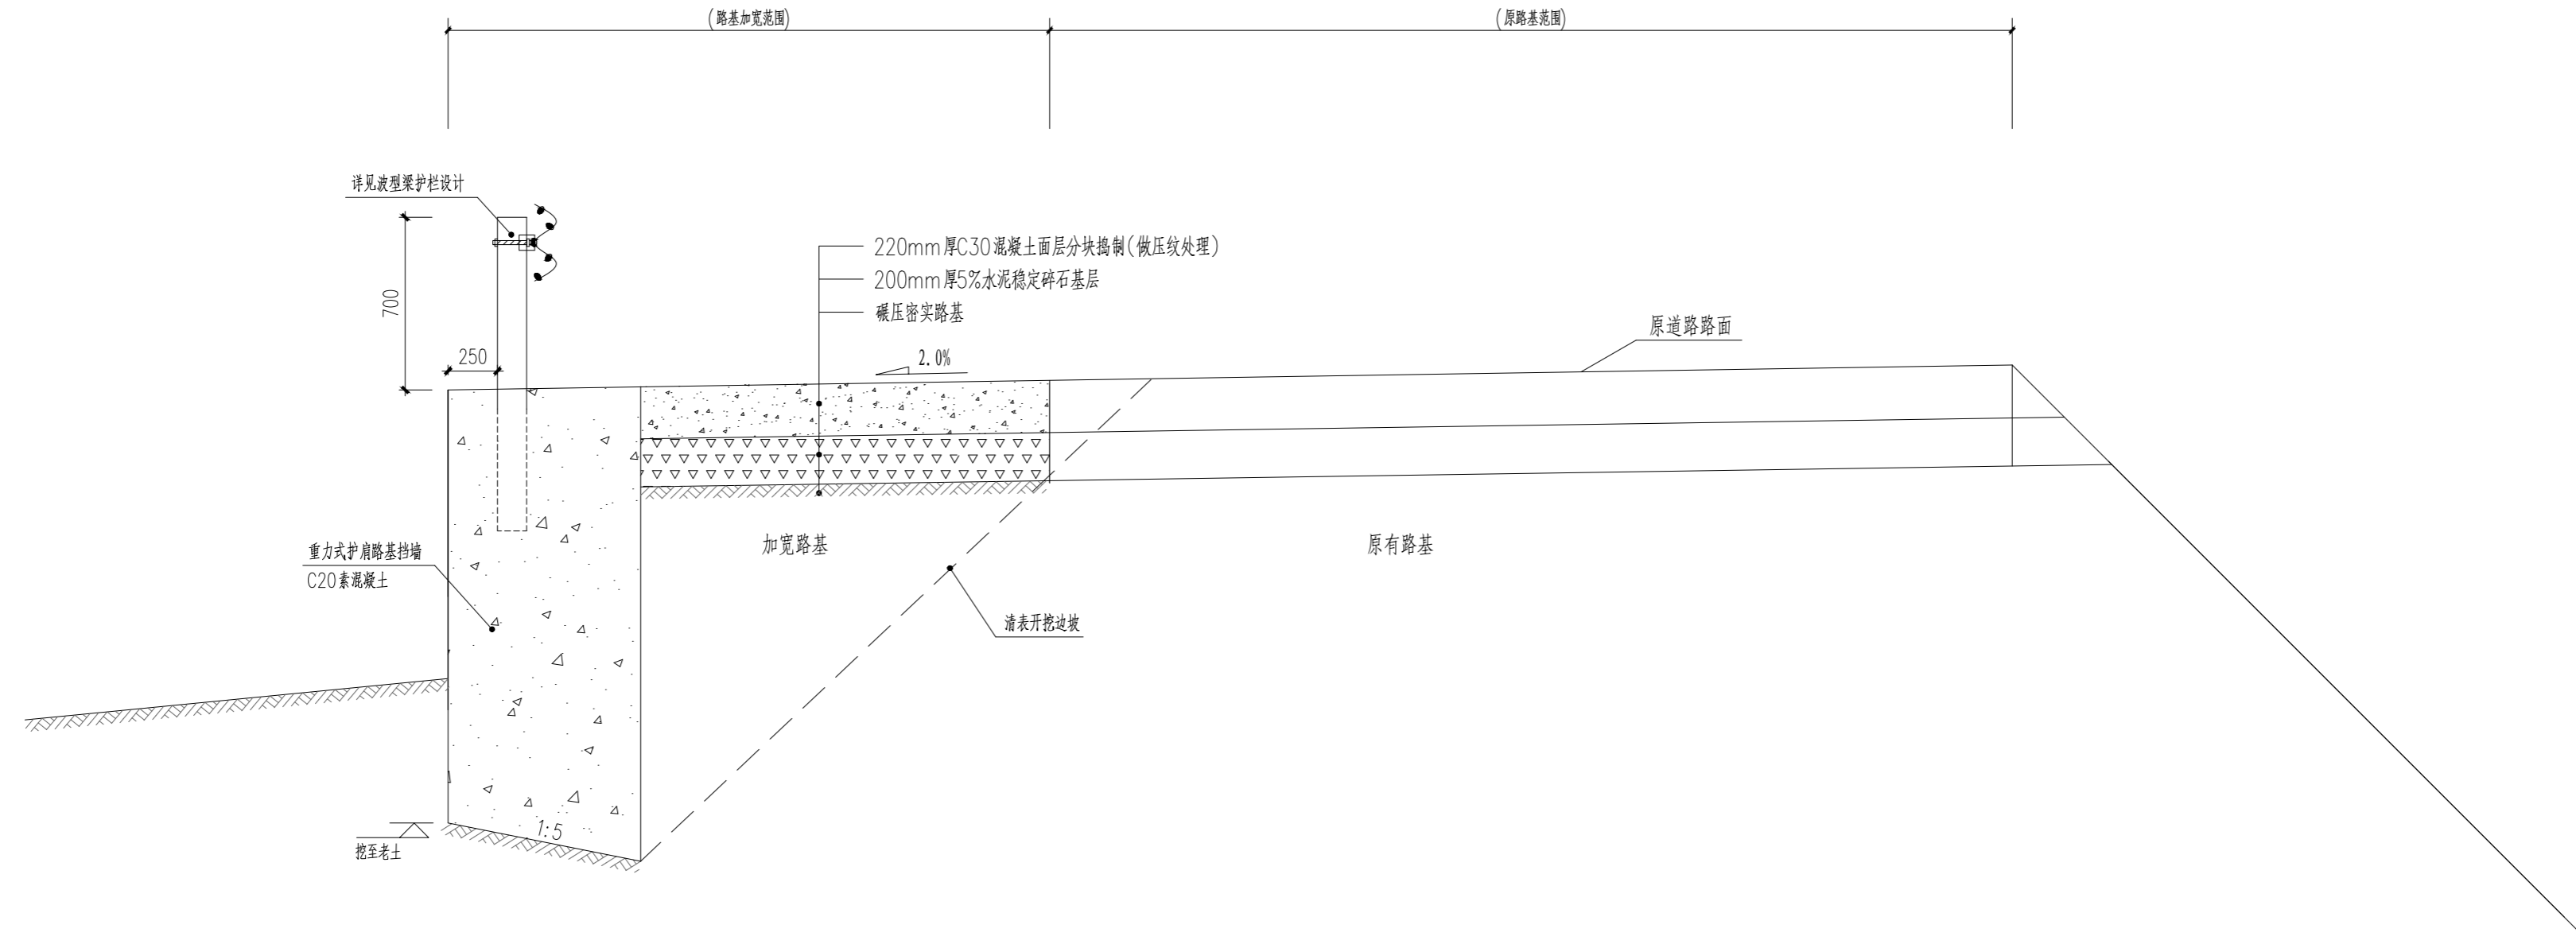 (路基加宽范围)
(原路基范围)
详见波型梁护栏设计
220mm厚C30混凝土面层分块捣制(做压纹处理)
200mm厚5%水泥稳定碎石基层
碾压密实路基
700
原道路路面
250
2.0%
加宽路基
原有路基
重力式护肩路基挡墙
C20素混凝土
清表开挖边坡
1:5
挖至老土